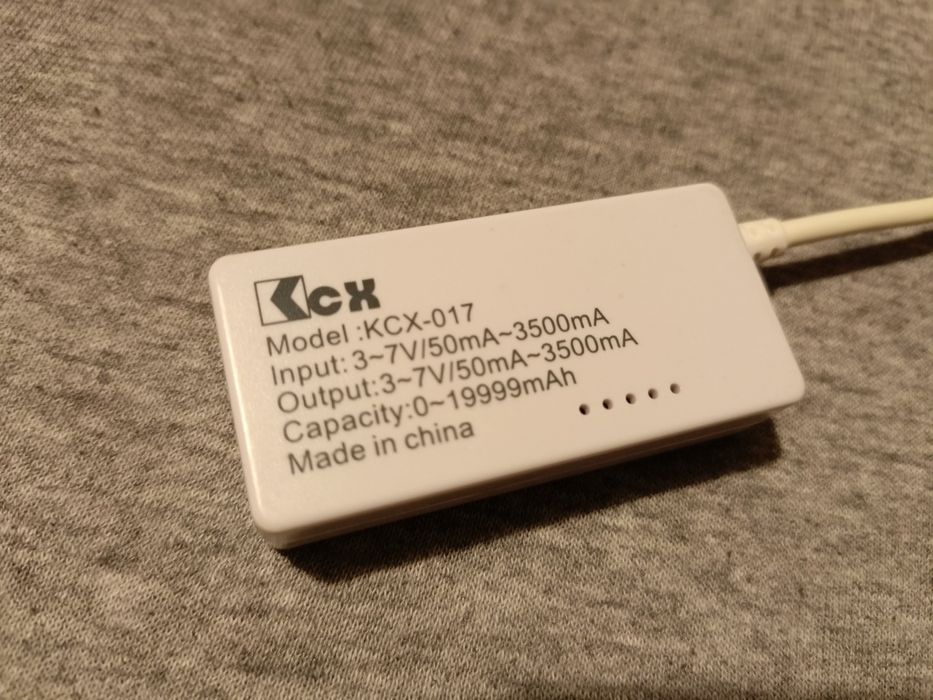 Kcx
Model :KCX-017
Input: 3~7V/50mA~3500mA
Output:3~7V/50mA~3500mA
Capacity:0~19999mAh
Made in china